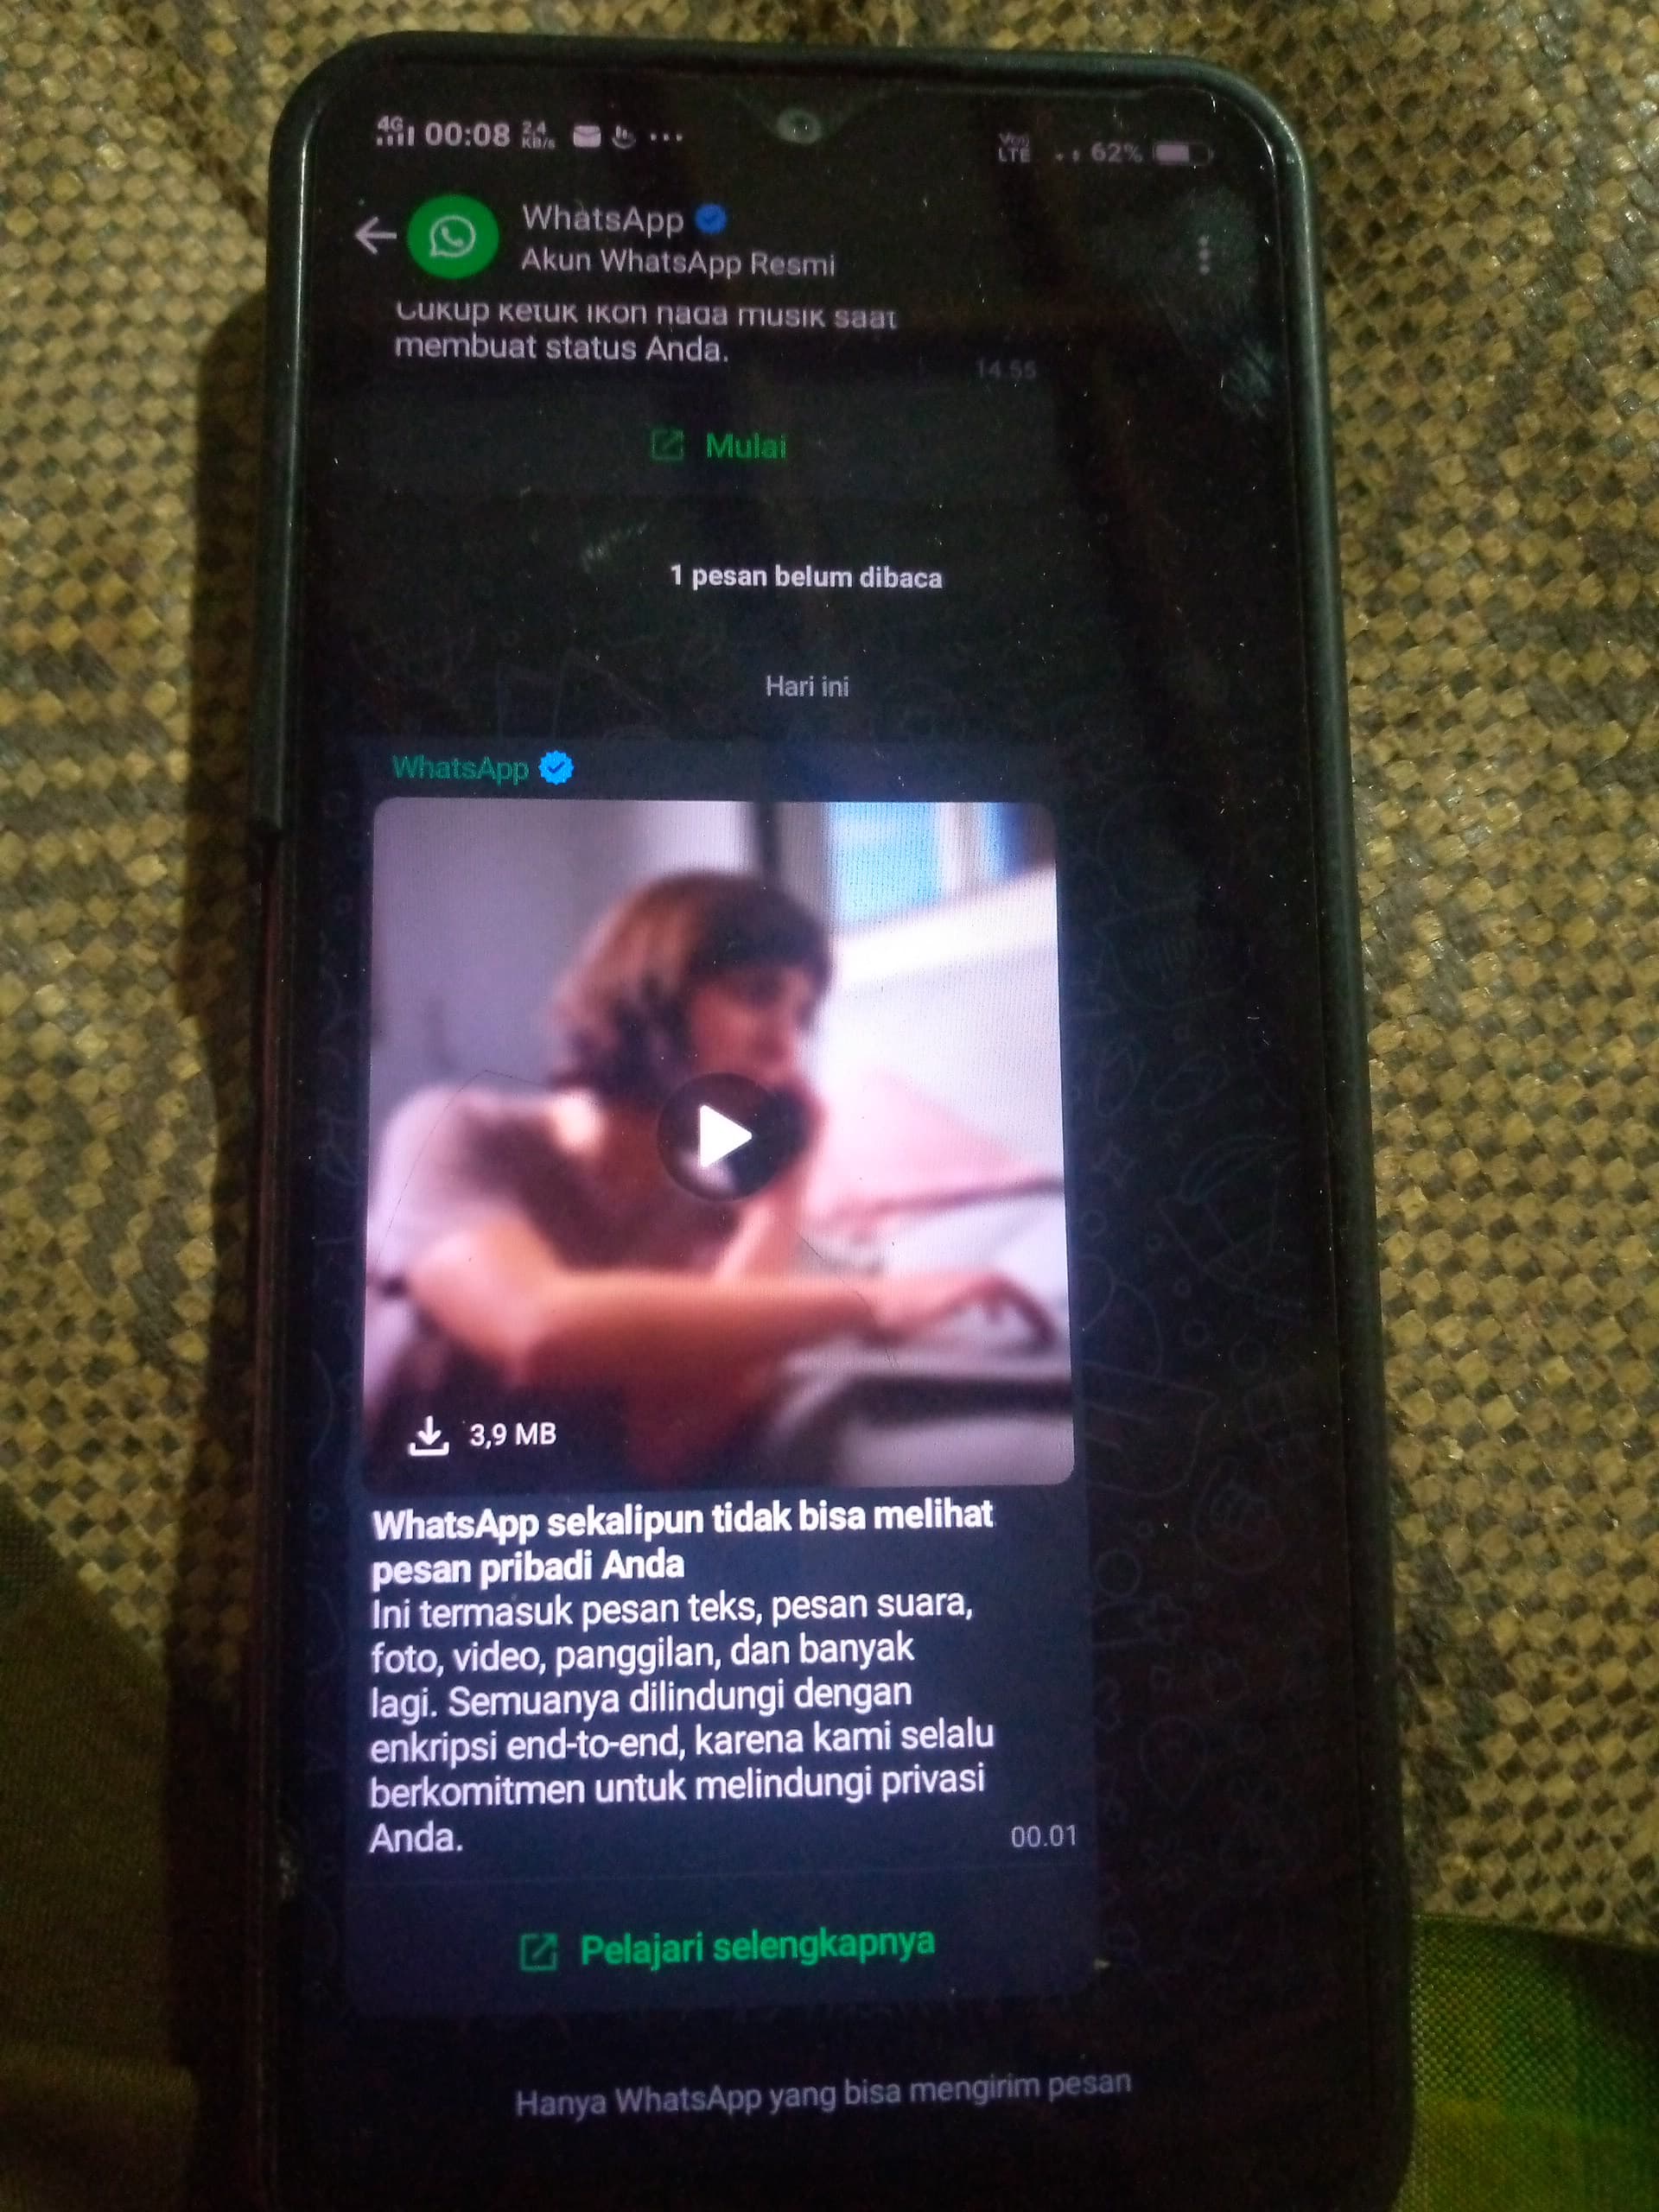 4G 00:08 2,4 KB/s ...
VoIP LTE 62%
WhatsApp
Akun WhatsApp Resmi
Cukup ketuk ikon nada musik saat
membuat status Anda.
14.55
Mulai
1 pesan belum dibaca
Hari ini
WhatsApp
3,9 MB
WhatsApp sekalipun tidak bisa melihat
pesan pribadi Anda
Ini termasuk pesan teks, pesan suara,
foto, video, panggilan, dan banyak
lagi. Semuanya dilindungi dengan
enkripsi end-to-end, karena kami selalu
berkomitmen untuk melindungi privasi
Anda.
00.01
Pelajari selengkapnya
Hanya WhatsApp yang bisa mengirim pesan